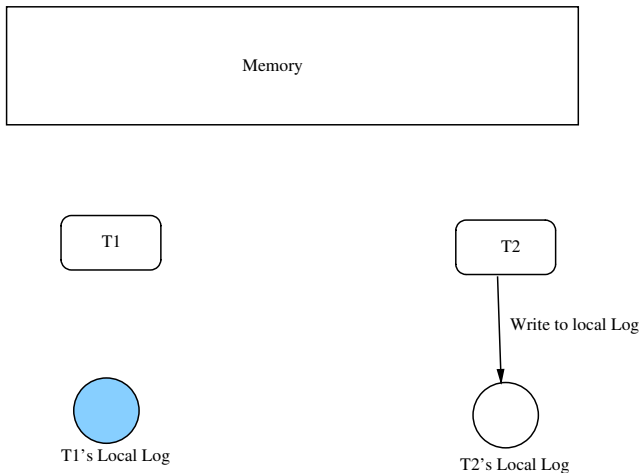 Memory
T1
T2
Write to local Log
T1's Local Log
T2's Local Log